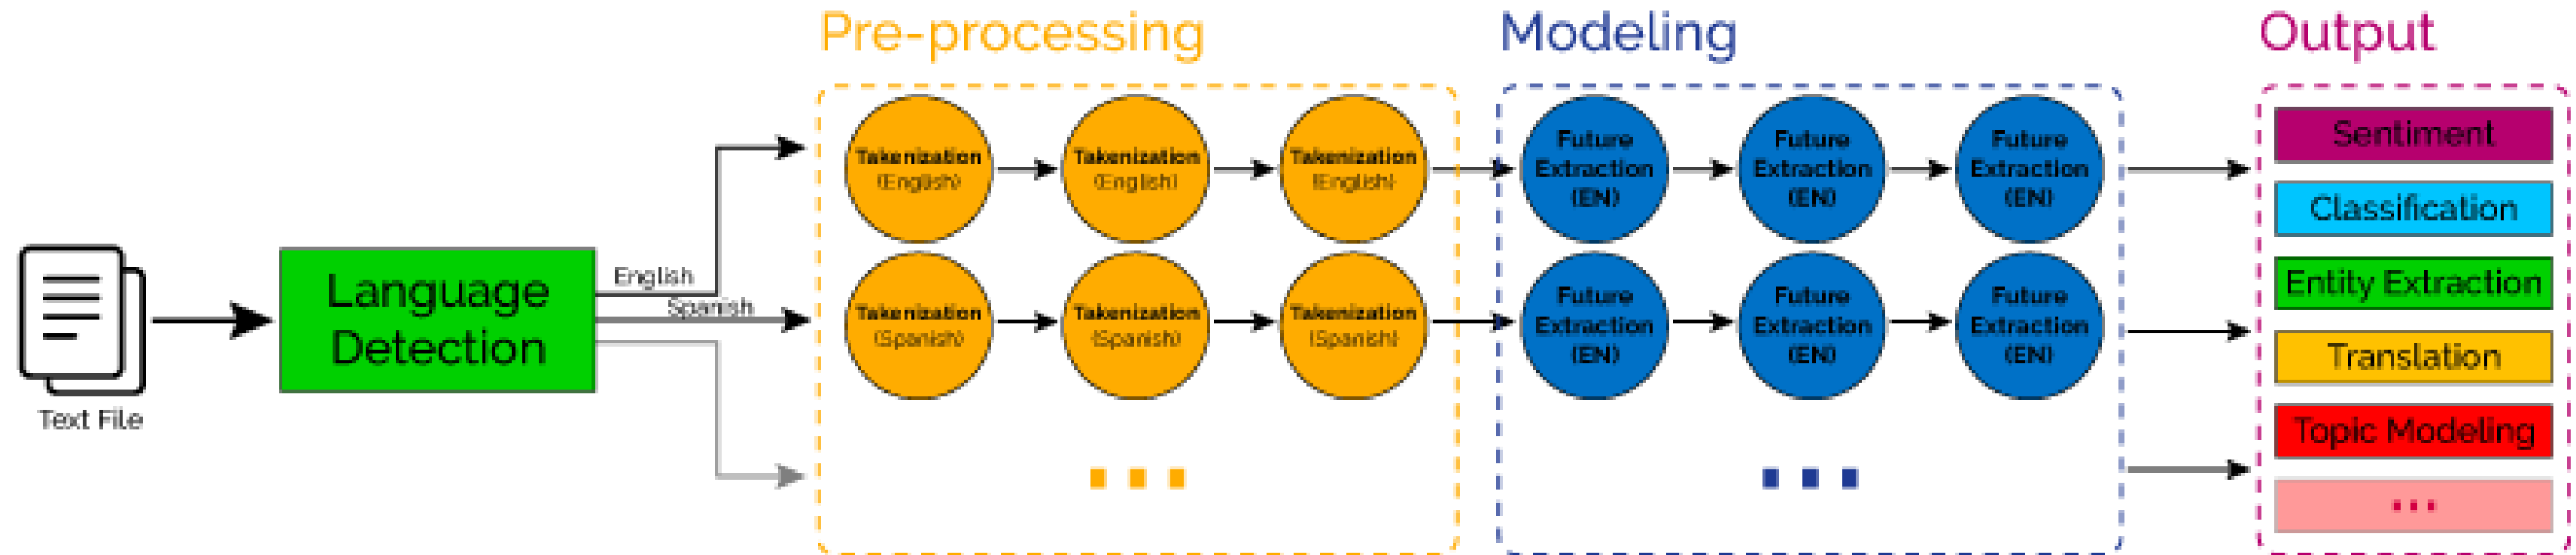 Pre-processing
Modeling
Output
Takenization
(English)
Takenization
(English)
Takenization
(English)
Future
Extraction
(EN)
Future
Extraction
(EN)
Future
Extraction
(EN)
Sentiment
Classification
Entity Extraction
Translation
Topic Modeling
...
Language
Detection
English
Spanish
Text File
Takenization
(Spanish)
Takenization
(Spanish)
Takenization
(Spanish)
Future
Extraction
(EN)
Future
Extraction
(EN)
Future
Extraction
(EN)
...
...